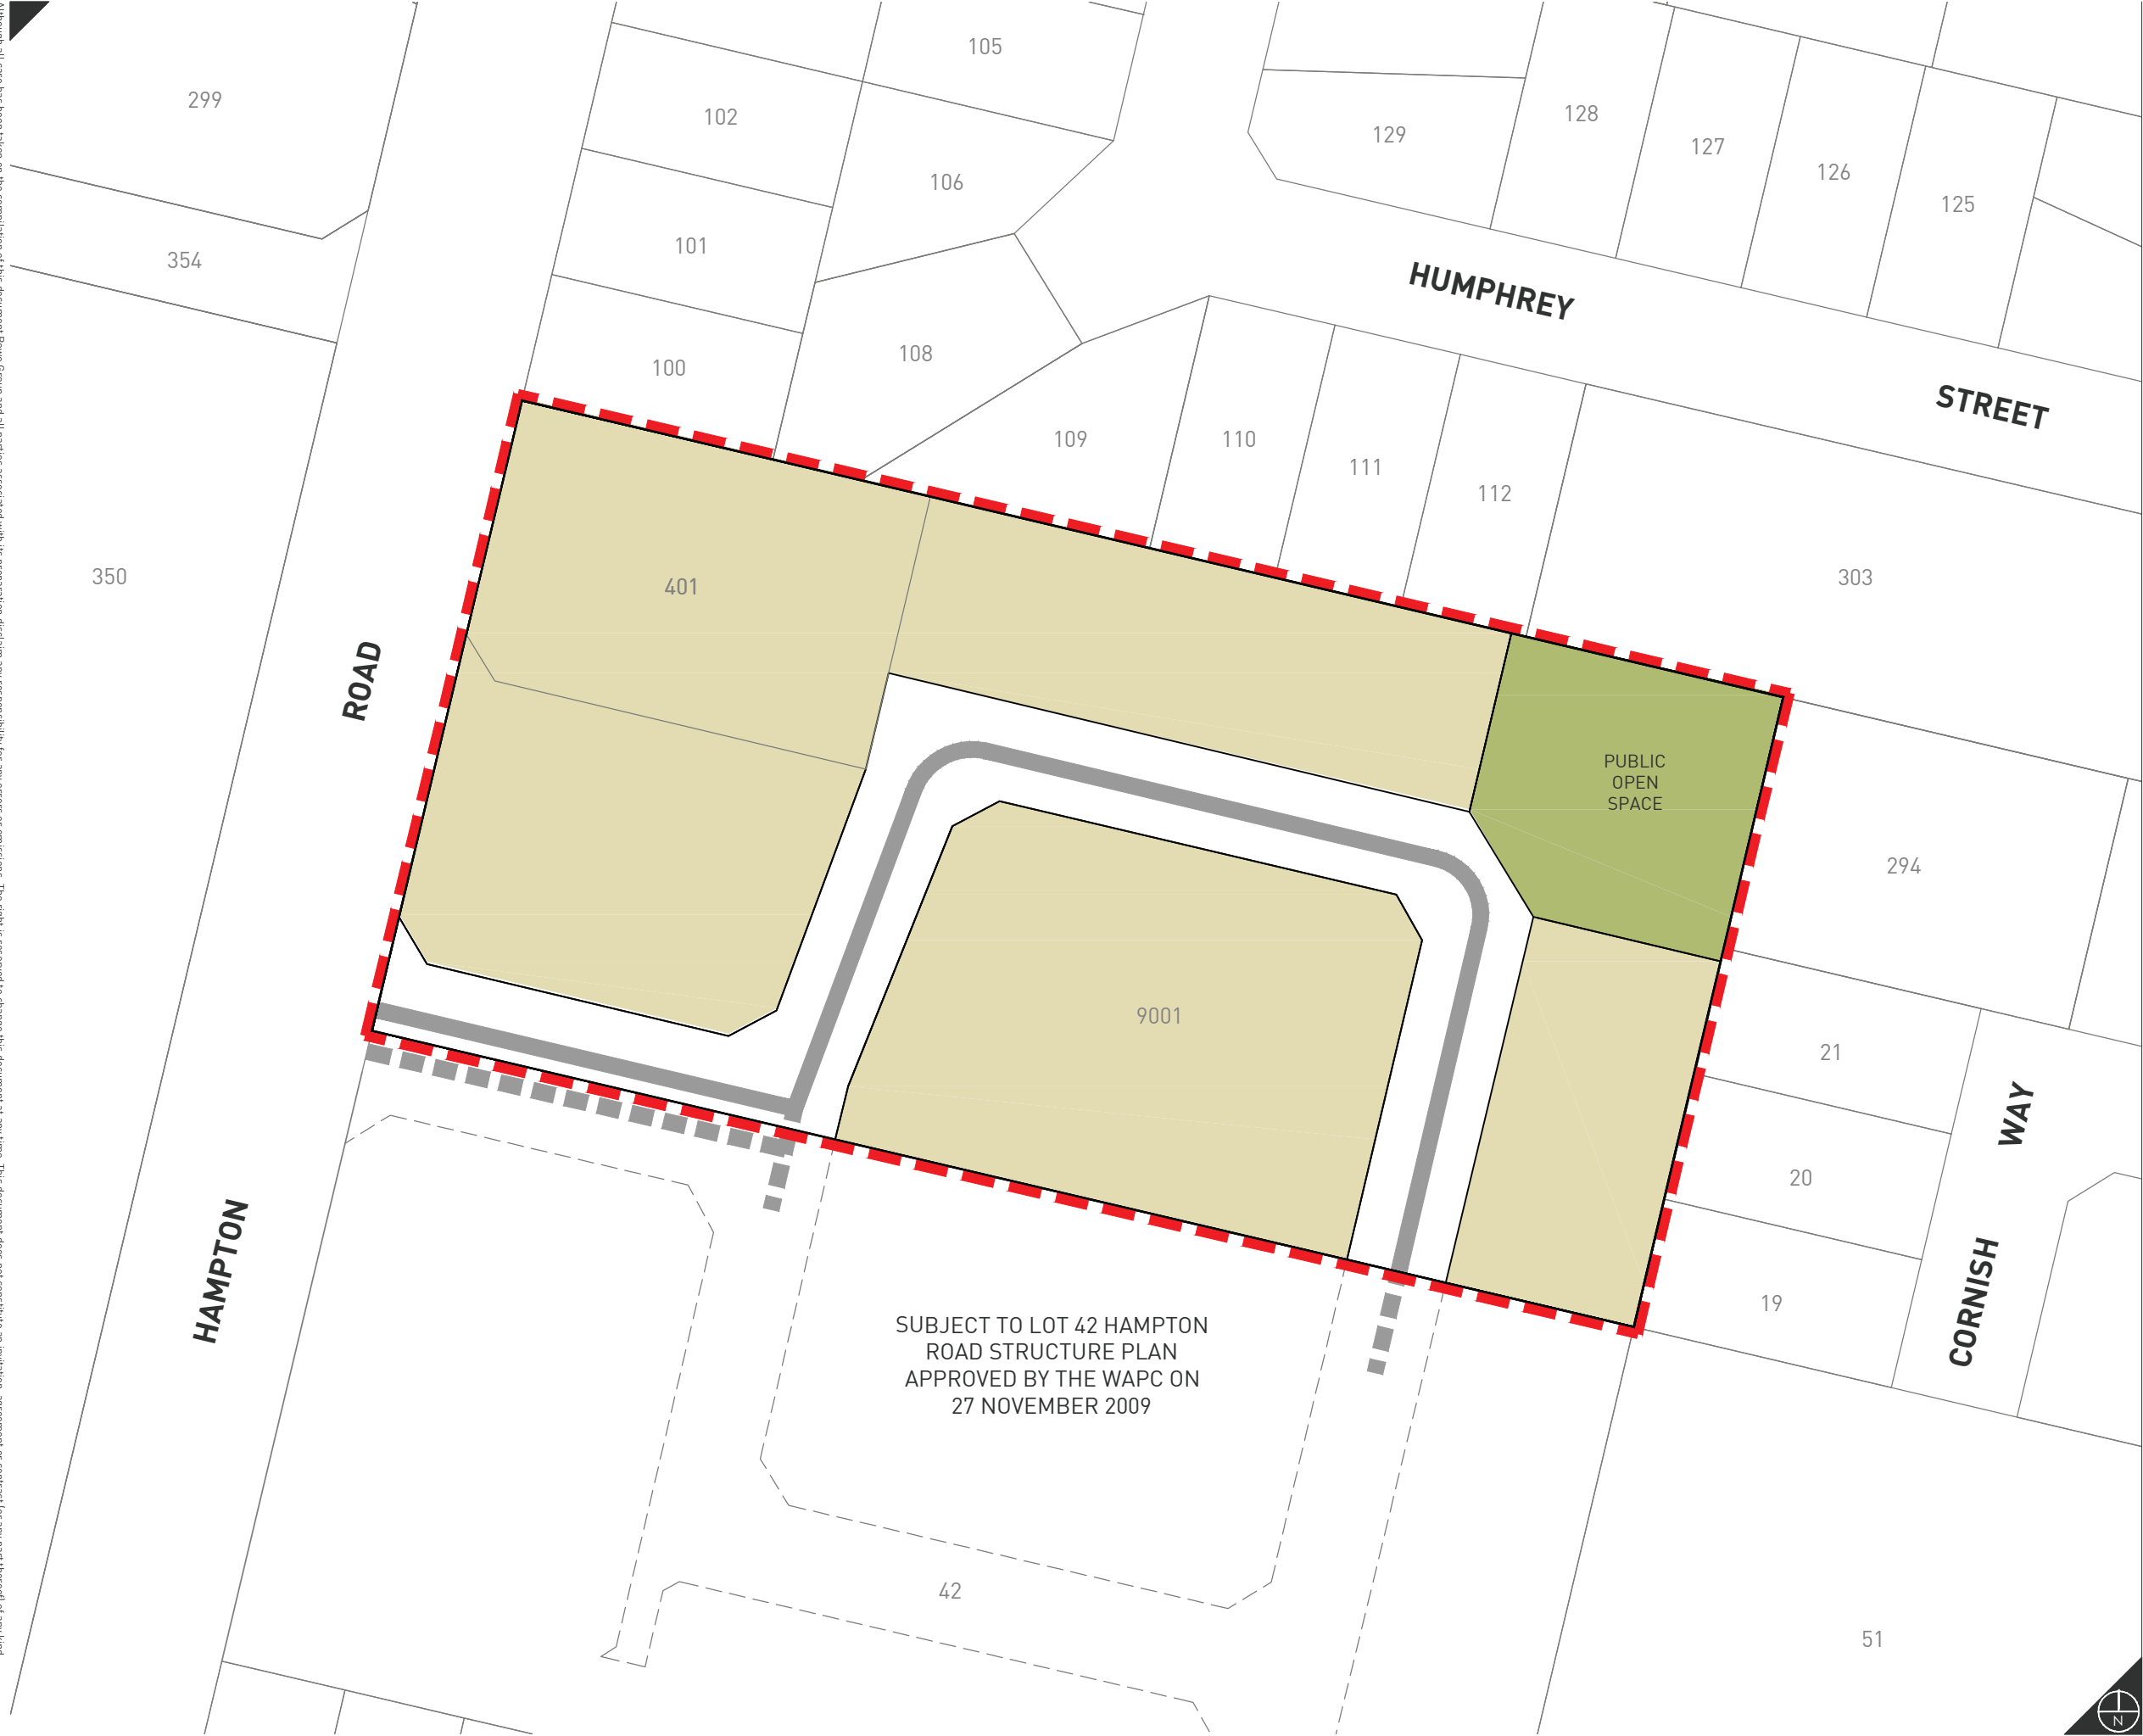 105
299
102
128
129
127
126
106
125
101
354
HUMPHREY
108
100
STREET
109
110
111
112
350
401
303
ROAD
PUBLIC
OPEN
SPACE
294
9001
21
WAY
20
HAMPTON
19
CORNISH
SUBJECT TO LOT 42 HAMPTON
ROAD STRUCTURE PLAN
APPROVED BY THE WAPC ON
27 NOVEMBER 2009
42
51
N